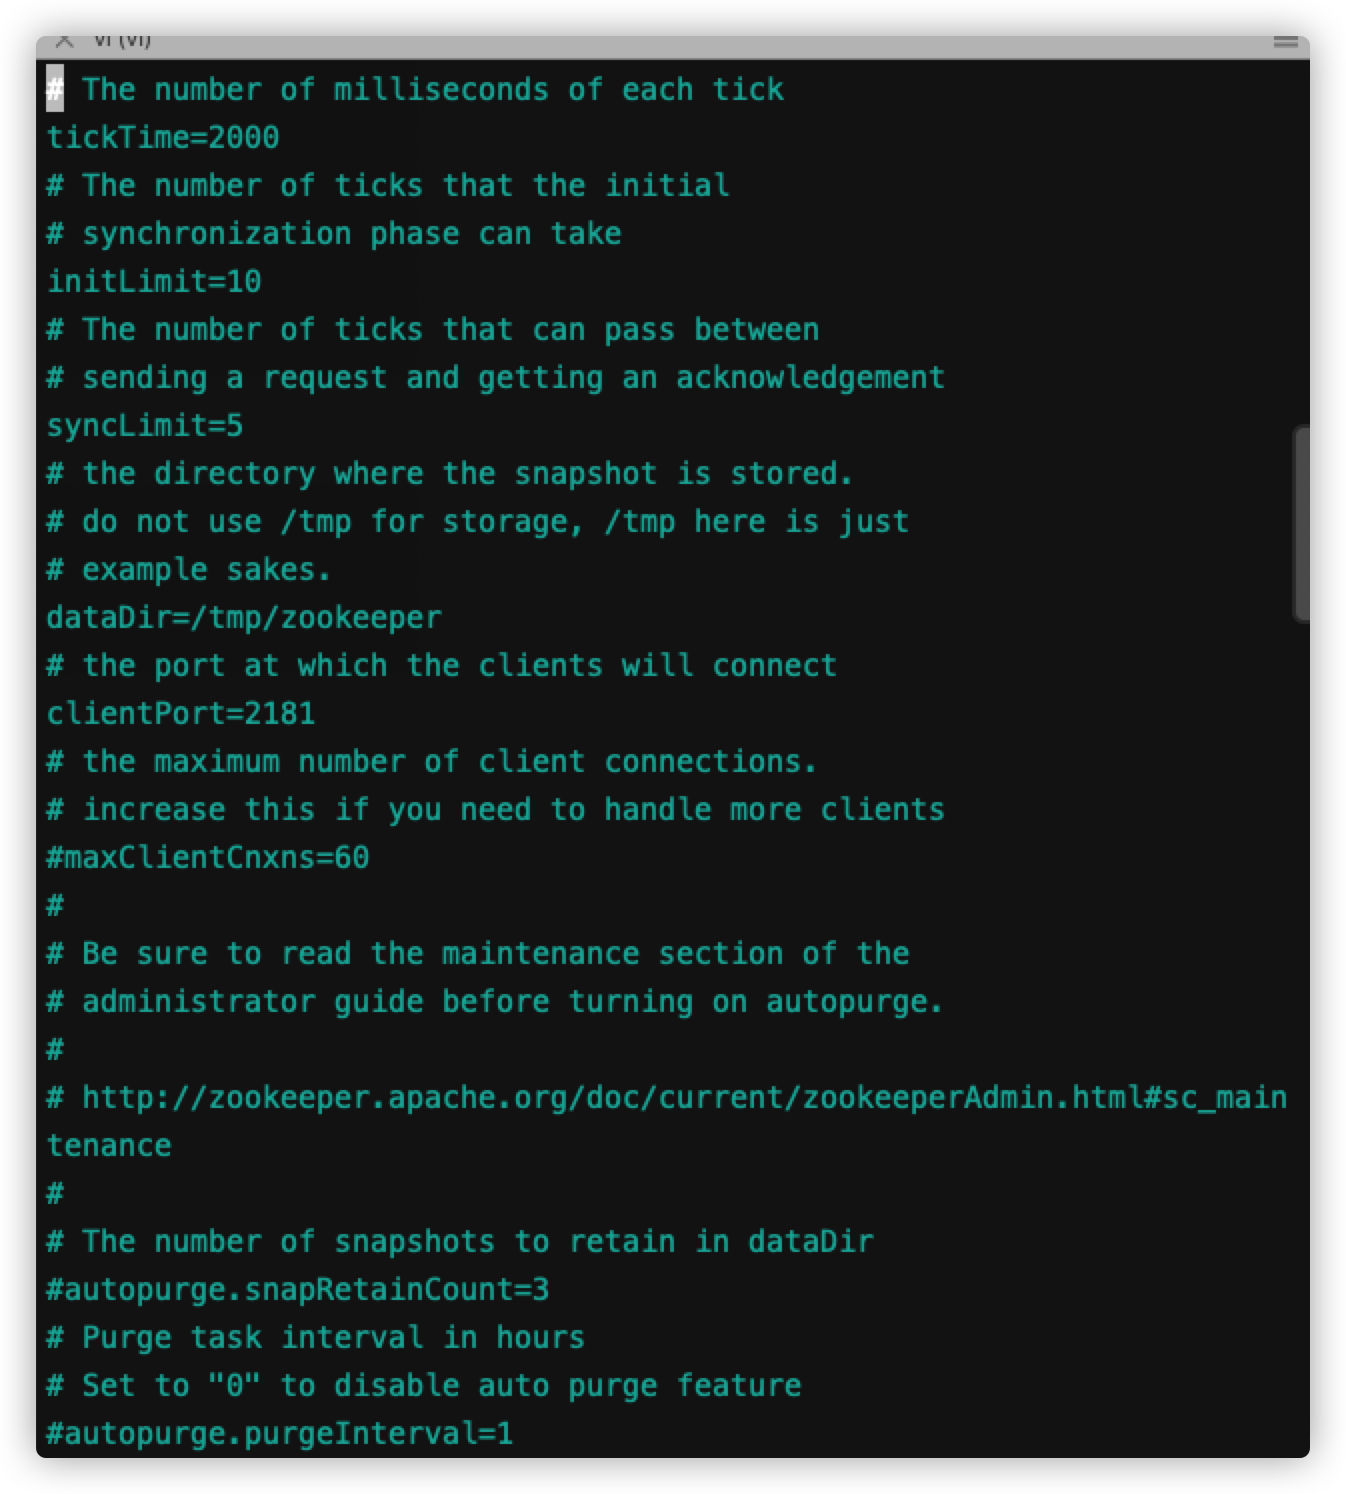 vi (vi)
# The number of milliseconds of each tick
tickTime=2000
# The number of ticks that the initial
# synchronization phase can take
initLimit=10
# The number of ticks that can pass between
# sending a request and getting an acknowledgement
syncLimit=5
# the directory where the snapshot is stored.
# do not use /tmp for storage, /tmp here is just
# example sakes.
dataDir=/tmp/zookeeper
# the port at which the clients will connect
clientPort=2181
# the maximum number of client connections.
# increase this if you need to handle more clients
#maxClientCnxns=60
#
# Be sure to read the maintenance section of the
# administrator guide before turning on autopurge.
#
# http://zookeeper.apache.org/doc/current/zookeeperAdmin.html#sc_main
tenance
#
# The number of snapshots to retain in dataDir
#autopurge.snapRetainCount=3
# Purge task interval in hours
# Set to "0" to disable auto purge feature
#autopurge.purgeInterval=1